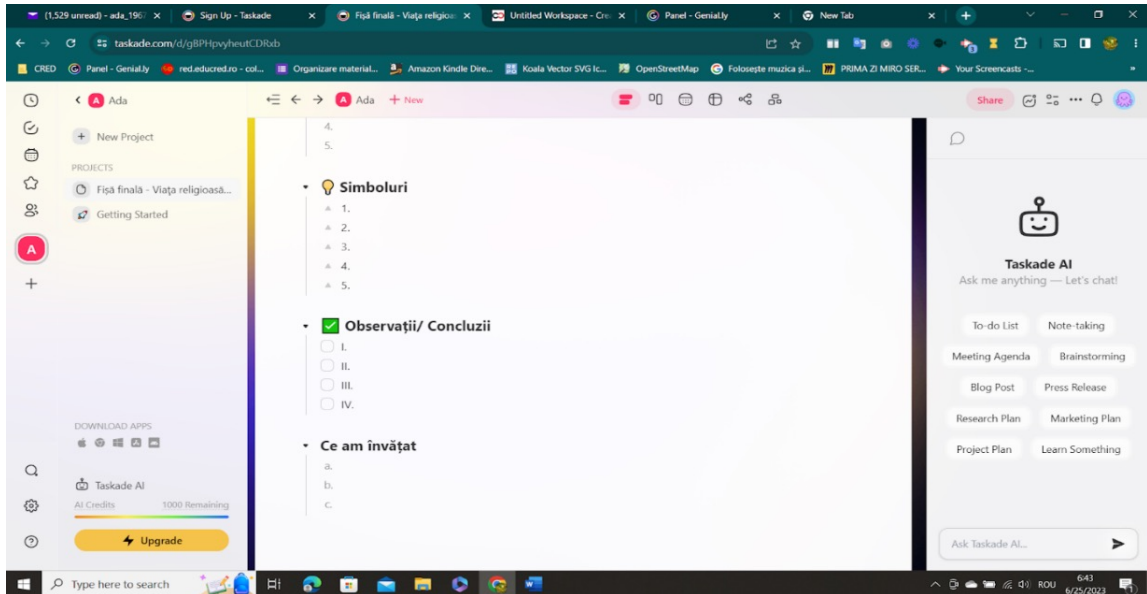 (1,529 unread) - ada_196
Sign Up - Taskade
Fișă finală - Viața religioas
Untitled Workspace - Cre
Panel - Genial.ly
New Tab
taskade.com/d/gBPHpvyheutCDRxb
CRED
Panel - Genial.ly
red.educred.ro - col...
Organizare material...
Amazon Kindle Dire...
Koala Vector SVG Ic...
OpenStreetMap
Folosește muzica și...
PRIMA ZI MIRO SER...
Your Screencasts -...
A Ada
A Ada
+ New
Share
+ New Project
PROJECTS
Fișă finală - Viața religioasă...
Getting Started
A
4.
5.
Simboluri
1.
2.
3.
4.
5.
Observații/ Concluzii
I.
II.
III.
IV.
Ce am învățat
a.
b.
c.
DOWNLOAD APPS
Taskade AI
AI Credits
1000 Remaining
Upgrade
Taskade AI
Ask me anything — Let's chat!
To-do List
Note-taking
Meeting Agenda
Brainstorming
Blog Post
Press Release
Research Plan
Marketing Plan
Project Plan
Learn Something
Ask Taskade AI...
Type here to search
ROU
6:43
6/25/2023